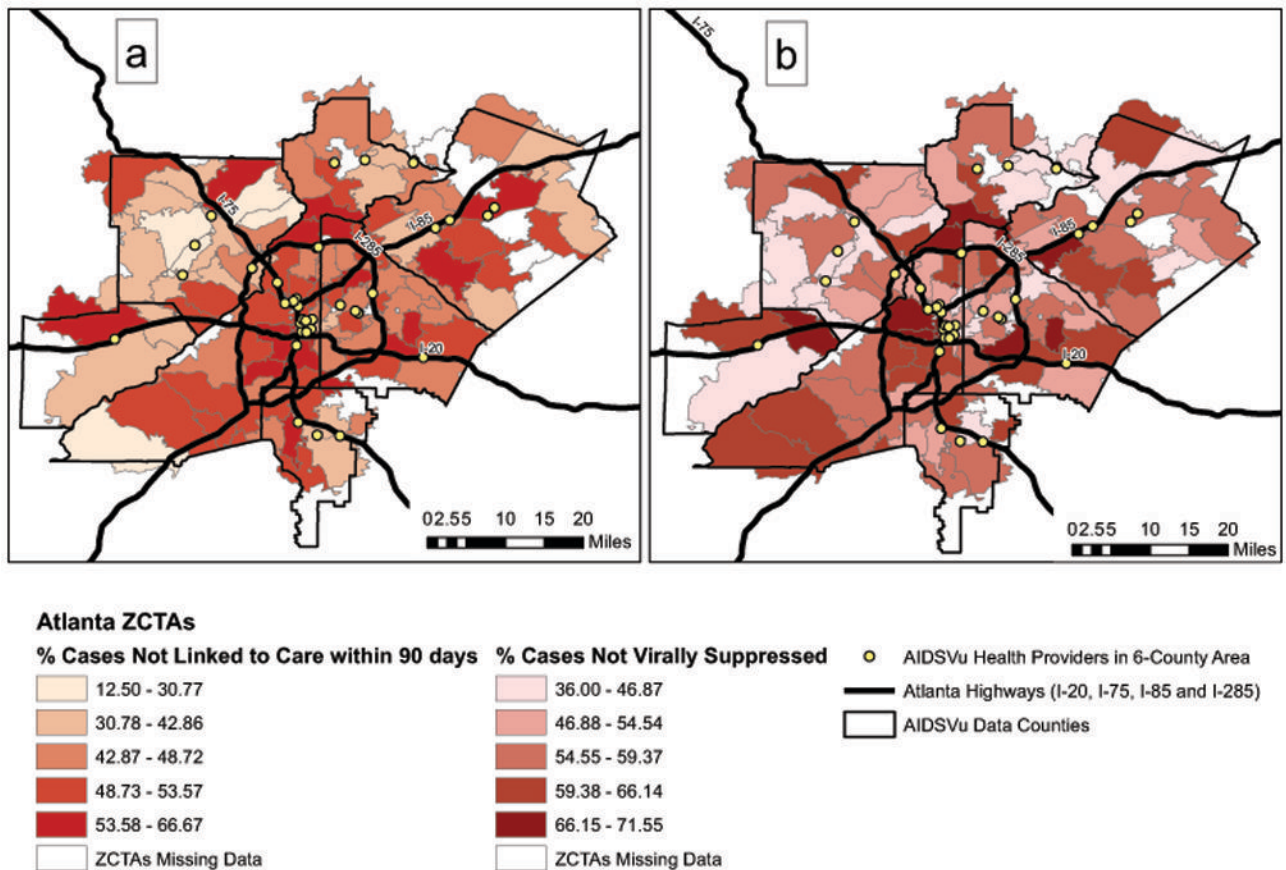 a
I-75
I-85
I-285
I-20
02.55 10 15 20
Miles
b
I-75
I-85
I-285
I-20
02.55 10 15 20
Miles
Atlanta ZCTAs
% Cases Not Linked to Care within 90 days
12.50 - 30.77
30.78 - 42.86
42.87 - 48.72
48.73 - 53.57
53.58 - 66.67
ZCTAs Missing Data
% Cases Not Virally Suppressed
36.00 - 46.87
46.88 - 54.54
54.55 - 59.37
59.38 - 66.14
66.15 - 71.55
ZCTAs Missing Data
AIDSVu Health Providers in 6-County Area
Atlanta Highways (I-20, I-75, I-85 and I-285)
AIDSVu Data Counties